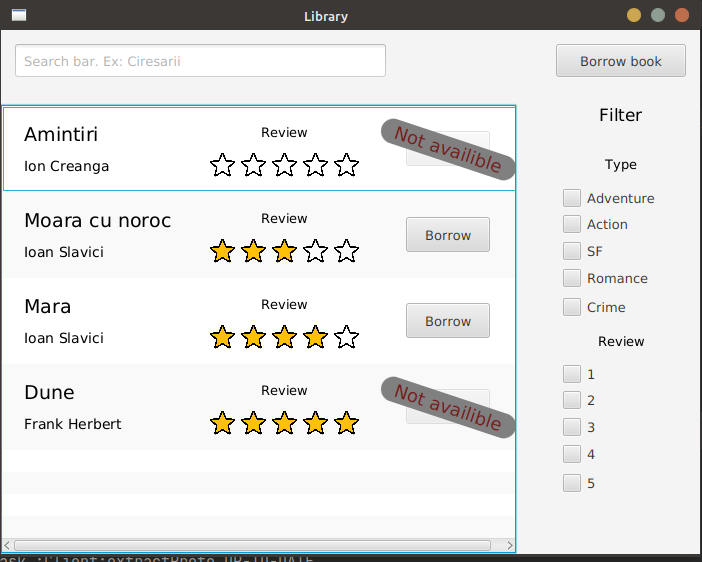 Library
Search bar. Ex: Ciresarii
Borrow book
Amintiri
Ion Creanga
Review
Not availible
Moara cu noroc
Ioan Slavici
Review
Borrow
Mara
Ioan Slavici
Review
Borrow
Dune
Frank Herbert
Review
Not availible
Filter
Type
Adventure
Action
SF
Romance
Crime
Review
1
2
3
4
5